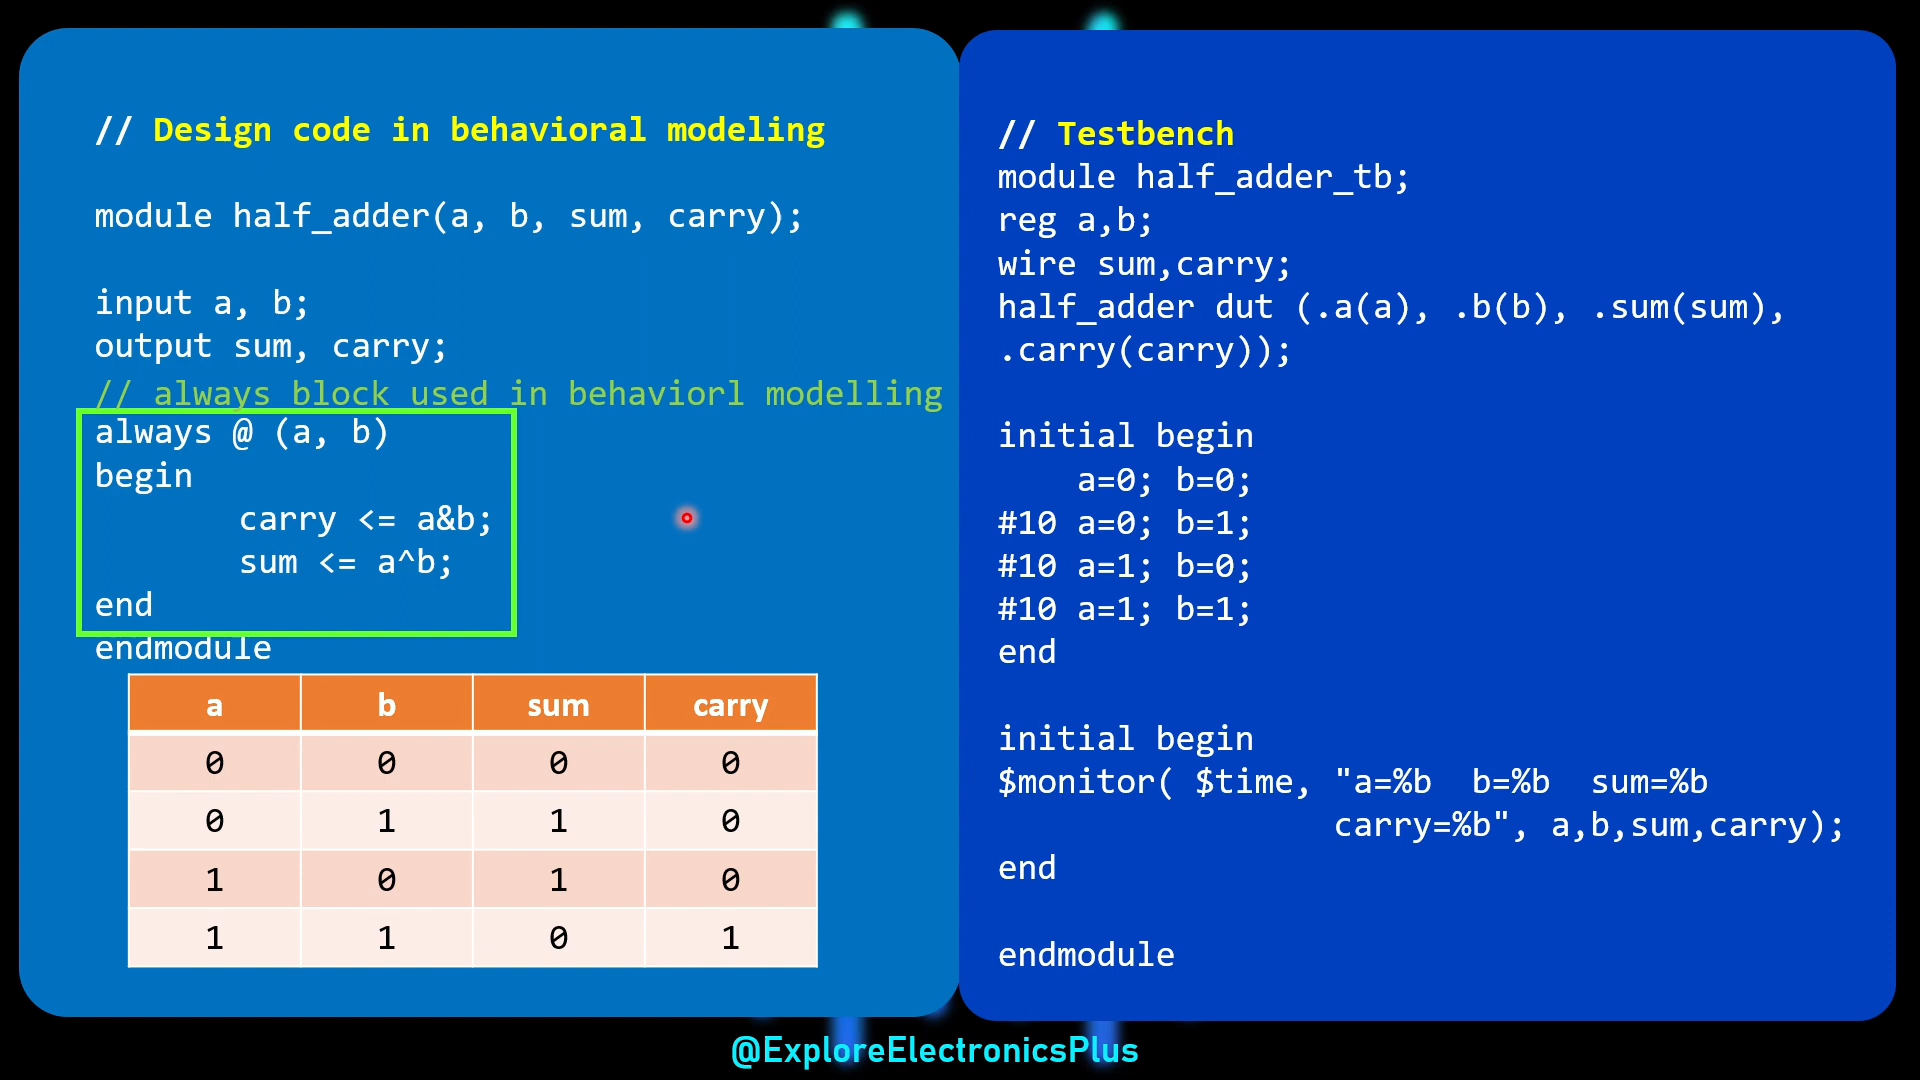 // Design code in behavioral modeling
module half_adder(a, b, sum, carry);
input a, b;
output sum, carry;
// always block used in behaviorl modelling
always @ (a, b)
begin
carry <= a&b;
sum <= a^b;
end
endmodule
a b sum carry
0 0 0 0
0 1 1 0
1 0 1 0
1 1 0 1
// Testbench
module half_adder_tb;
reg a,b;
wire sum,carry;
half_adder dut (.a(a), .b(b), .sum(sum),
.carry(carry));
initial begin
a=0; b=0;
#10 a=0; b=1;
#10 a=1; b=0;
#10 a=1; b=1;
end
initial begin
$monitor( $time, "a=%b  b=%b  sum=%b
carry=%b", a,b,sum,carry);
end
endmodule
@ExploreElectronicsPlus